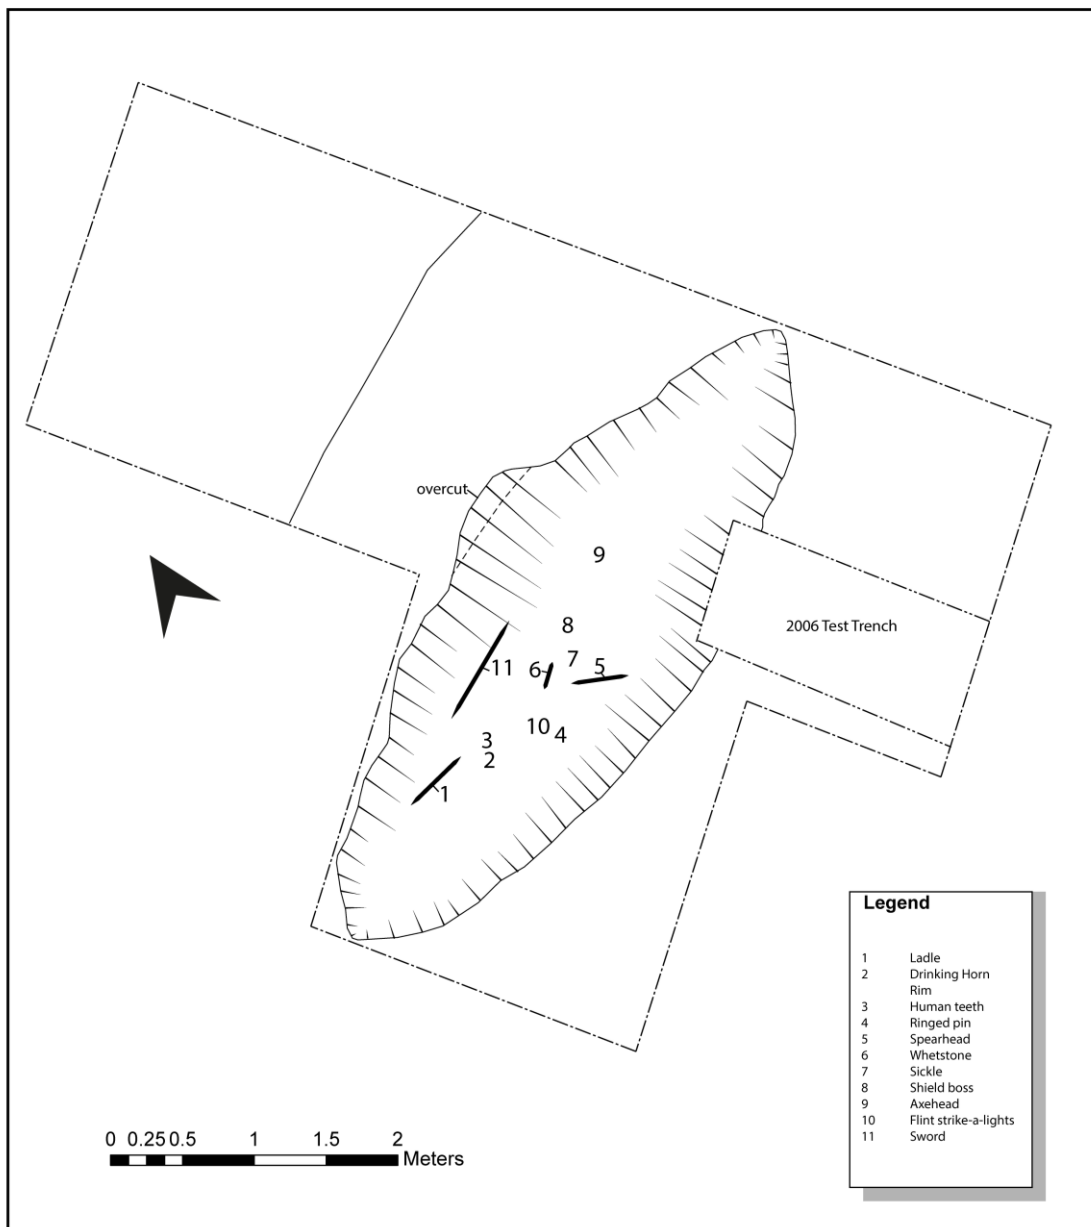 overcut
9
8
2006 Test Trench
7
5
6
11
10
4
3
2
1
Legend
1 Ladle
2 Drinking Horn
Rim
3 Human teeth
4 Ringed pin
5 Spearhead
6 Whetstone
7 Sickle
8 Shield boss
9 Axehead
10 Flint strike-a-lights
11 Sword
0 0.25 0.5 1 1.5 2
Meters